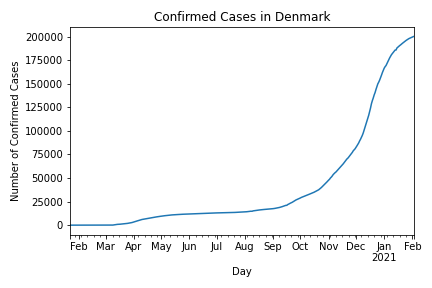 Confirmed Cases in Denmark
Number of Confirmed Cases
200000
175000
150000
125000
100000
75000
50000
25000
0
Feb Mar Apr May Jun Jul Aug Sep Oct Nov Dec Jan Feb
2021
Day